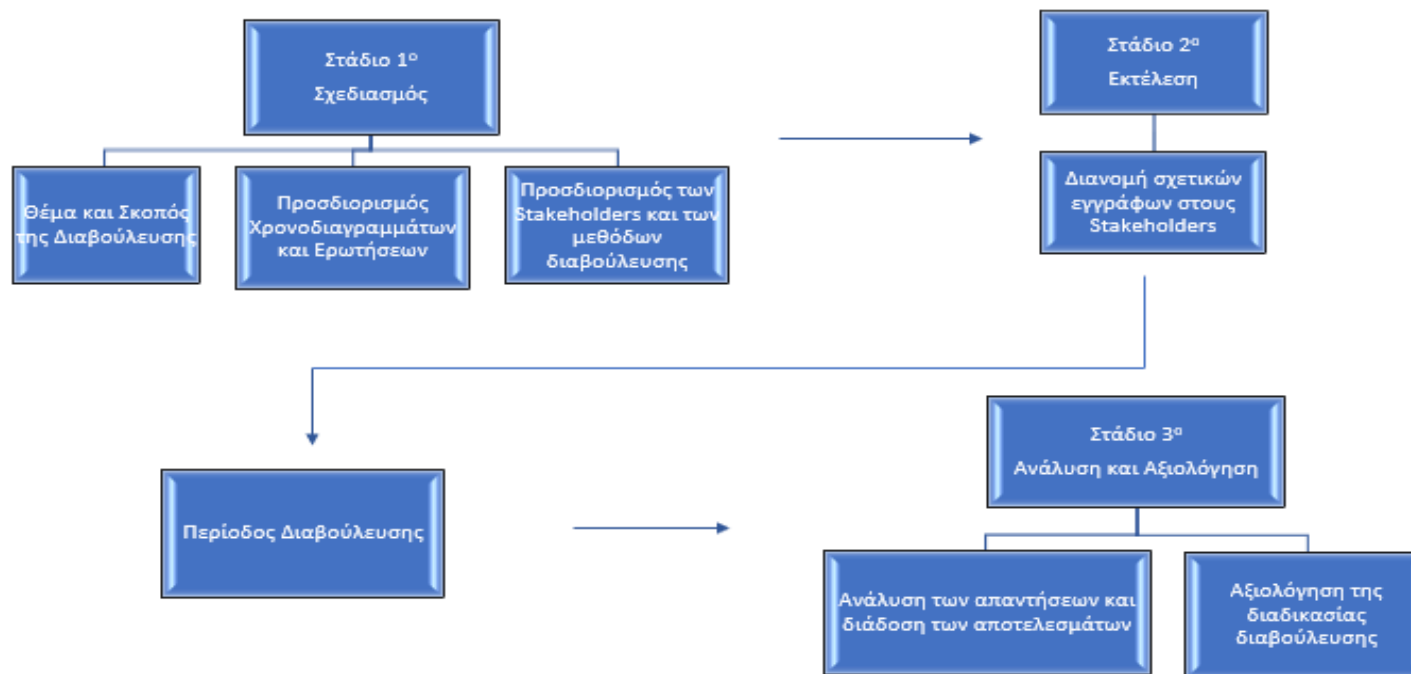 Στάδιο 1ο
Σχεδιασμός
Θέμα και Σκοπός
της Διαβούλευσης
Προσδιορισμός
Χρονοδιαγραμμάτων
και Ερωτήσεων
Προσδιορισμός των
Stakeholders και των
μεθόδων
διαβούλευσης
Στάδιο 2ο
Εκτέλεση
Διανομή σχετικών
εγγράφων στους
Stakeholders
Περίοδος Διαβούλευσης
Στάδιο 3ο
Ανάλυση και Αξιολόγηση
Ανάλυση των απαντήσεων και
διάδοση των αποτελεσμάτων
Αξιολόγηση της
διαδικασίας
διαβούλευσης